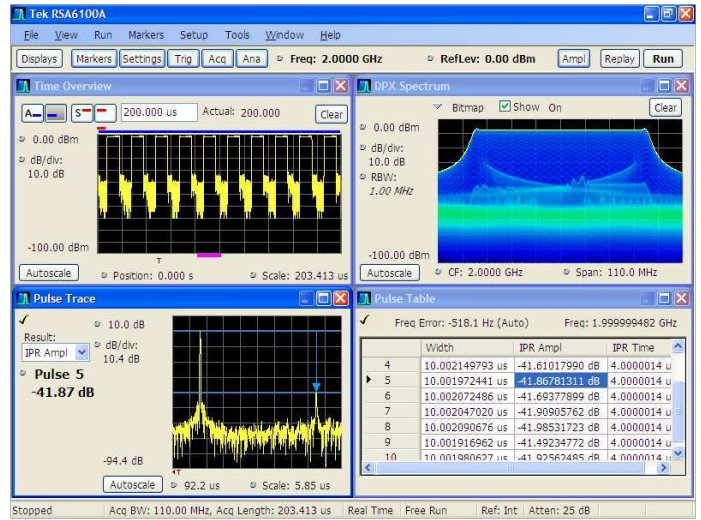 Tek RSA6100A
File View Run Markers Setup Tools Window Help
Displays Markers Settings Trig Acq Ana Freq: 2.0000 GHz RefLev: 0.00 dBm Ampl Replay Run
Time Overview
A S 200.000 us Actual: 200.000 Clear
0.00 dBm
dB/div:
10.0 dB
-100.00 dBm
T
Autoscale Position: 0.000 s Scale: 203.413 us
DPX Spectrum
Bitmap Show On Clear
0.00 dBm
dB/div:
10.0 dB
RBW:
1.00 MHz
-100.00 dBm
Autoscale CF: 2.0000 GHz Span: 110.0 MHz
Pulse Trace
Result:
IPR Ampl
Pulse 5
-41.87 dB
10.0 dB
dB/div:
10.4 dB
-94.4 dB
T
Autoscale 92.2 us Scale: 5.85 us
Pulse Table
Freq Error: -518.1 Hz (Auto) Freq: 1.999999482 GHz
Width IPR Ampl IPR Time
4 10.002149793 us -41.61017990 dB 4.0000014 u
5 10.001972441 us -41.86781311 dB 4.0000014 u
6 10.002072486 us -41.69377899 dB 4.0000014 u
7 10.002047020 us -41.90905762 dB 4.0000014 u
8 10.002090676 us -41.98531723 dB 4.0000014 u
9 10.001916962 us -41.49234772 dB 4.0000014 u
10 10.001980627 us -41.92562485 dB 4.0000014 u
Stopped Acq BW: 110.00 MHz, Acq Length: 203.413 us Real Time Free Run Ref: Int Atten: 25 dB